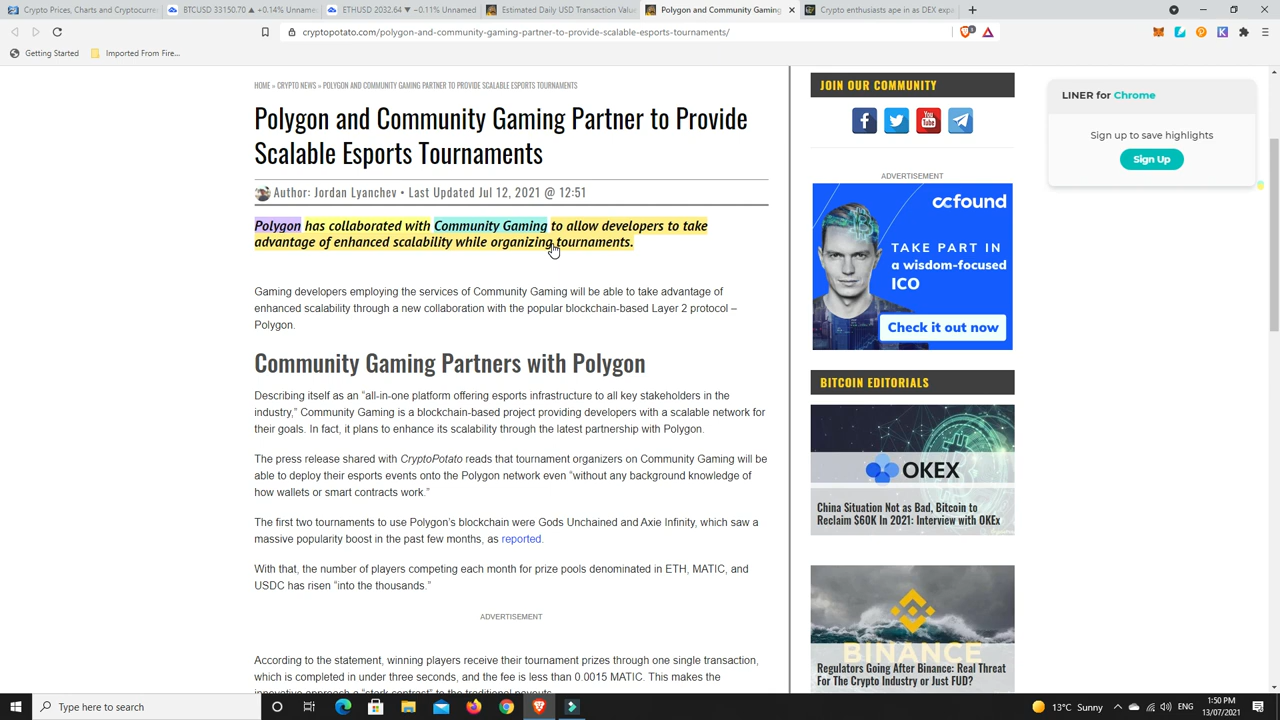 Crypto Prices, Charts and Cryptocurr
BTCUSD 33150.70 ▲ +0.14% Unname
ETHUSD 2032.64 ▼ −0.11% Unnamed
Estimated Daily USD Transaction Valu
Polygon and Community Gaming
Crypto enthusiasts ape in as DEX expa
cryptopotato.com/polygon-and-community-gaming-partner-to-provide-scalable-esports-tournaments/
Getting Started
Imported From Fire...
HOME » CRYPTO NEWS » POLYGON AND COMMUNITY GAMING PARTNER TO PROVIDE SCALABLE ESPORTS TOURNAMENTS
Polygon and Community Gaming Partner to Provide
Scalable Esports Tournaments
Author: Jordan Lyanchev • Last Updated Jul 12, 2021 @ 12:51
Polygon has collaborated with Community Gaming to allow developers to take
advantage of enhanced scalability while organizing tournaments.
Gaming developers employing the services of Community Gaming will be able to take advantage of
enhanced scalability through a new collaboration with the popular blockchain-based Layer 2 protocol –
Polygon.
Community Gaming Partners with Polygon
Describing itself as an “all-in-one platform offering esports infrastructure to all key stakeholders in the
industry,” Community Gaming is a blockchain-based project providing developers with a scalable network for
their goals. In fact, it plans to enhance its scalability through the latest partnership with Polygon.
The press release shared with CryptoPotato reads that tournament organizers on Community Gaming will be
able to deploy their esports events onto the Polygon network even “without any background knowledge of
how wallets or smart contracts work.”
The first two tournaments to use Polygon’s blockchain were Gods Unchained and Axie Infinity, which saw a
massive popularity boost in the past few months, as reported.
With that, the number of players competing each month for prize pools denominated in ETH, MATIC, and
USDC has risen “into the thousands.”
ADVERTISEMENT
According to the statement, winning players receive their tournament prizes through one single transaction,
which is completed in under three seconds, and the fee is less than 0.0015 MATIC. This makes the
innovative approach a “stark contrast” to the traditional payouts.
JOIN OUR COMMUNITY
You
Tube
ADVERTISEMENT
ccfound
TAKE PART IN
a wisdom-focused
ICO
Check it out now
BITCOIN EDITORIALS
OKEX
China Situation Not as Bad, Bitcoin to
Reclaim $60K In 2021: Interview with OKEx
BINANCE
Regulators Going After Binance: Real Threat
For The Crypto Industry or Just FUD?
LINER for Chrome
Sign up to save highlights
Sign Up
Type here to search
13°C Sunny
1:50 PM
13/07/2021